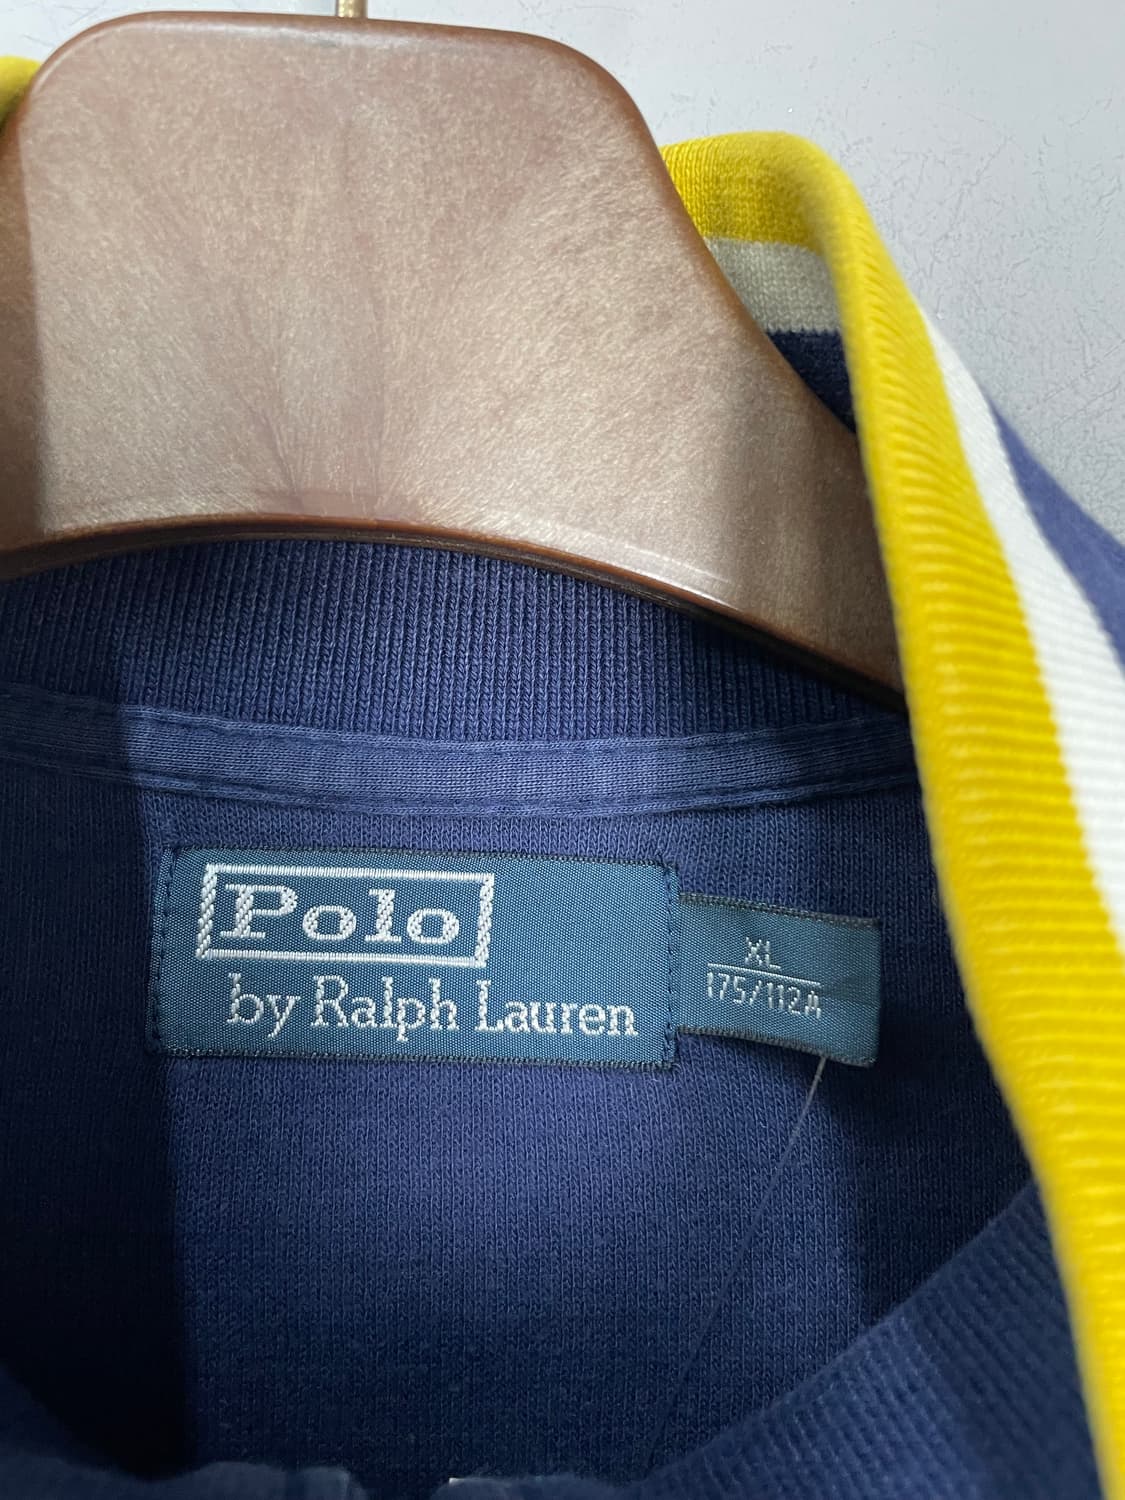 Polo
by Ralph Lauren
XL
175/112A